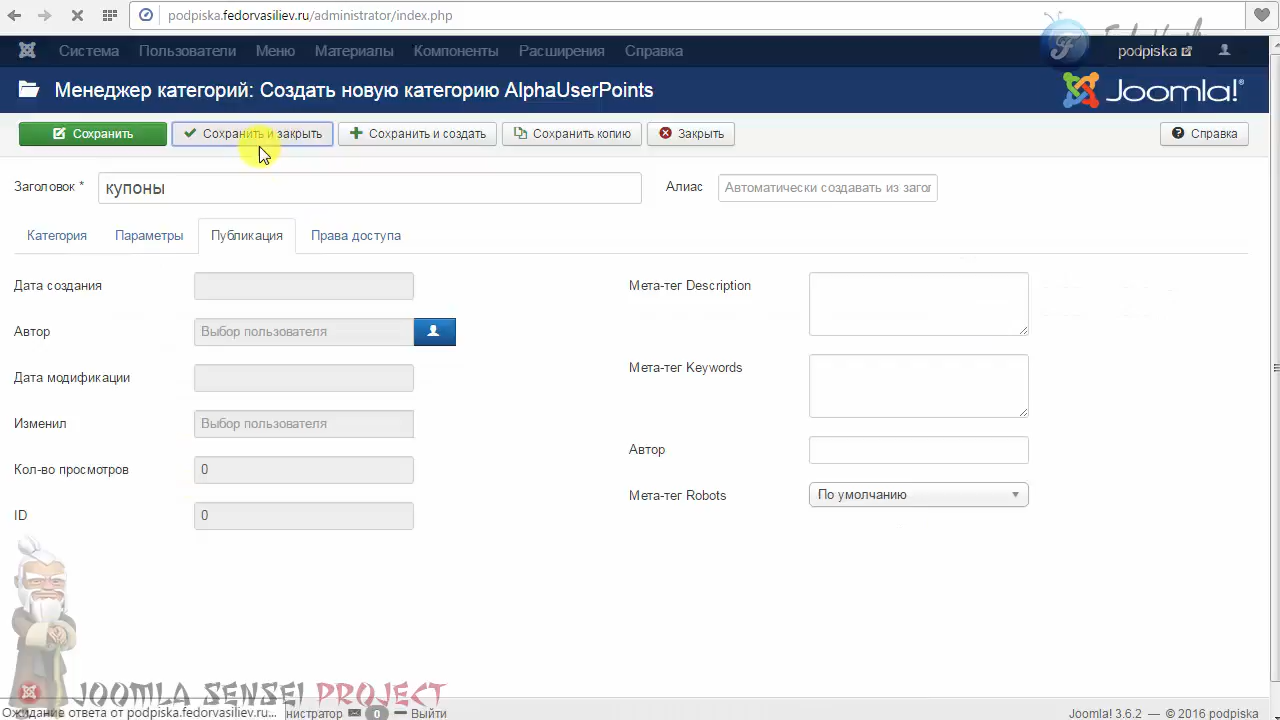 podpiska.fedorvasiliev.ru/administrator/index.php
Система Пользователи Меню Материалы Компоненты Расширения Справка podpiska
Менеджер категорий: Создать новую категорию AlphaUserPoints Joomla!®
Сохранить Сохранить и закрыть Сохранить и создать Сохранить копию Закрыть Справка
Заголовок * купоны Алиас Автоматически создавать из загол
Категория Параметры Публикация Права доступа
Дата создания Мета-тег Description
Автор Выбор пользователя
Дата модификации Мета-тег Keywords
Изменил Выбор пользователя
Кол-во просмотров 0 Автор
ID 0 Мета-тег Robots По умолчанию
JOOMLA SENSEI PROJECT
Ожидание ответа от podpiska.fedorvasiliev.ru... нистратор 0 Выйти Joomla! 3.6.2 — © 2016 podpiska